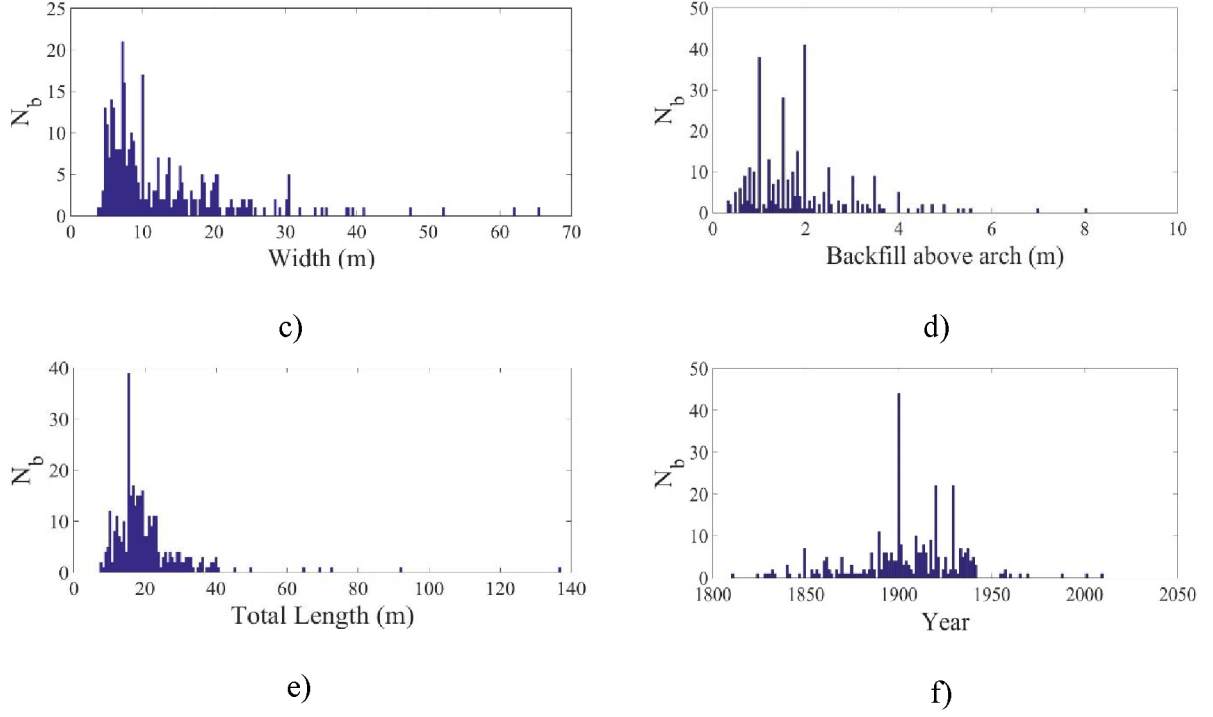 25
20
15
10
5
0
N_b
0 10 20 30 40 50 60 70
Width (m)
c)
50
40
30
20
10
0
N_b
0 2 4 6 8 10
Backfill above arch (m)
d)
40
30
20
10
0
N_b
0 20 40 60 80 100 120 140
Total Length (m)
e)
50
40
30
20
10
0
N_b
1800 1850 1900 1950 2000 2050
Year
f)